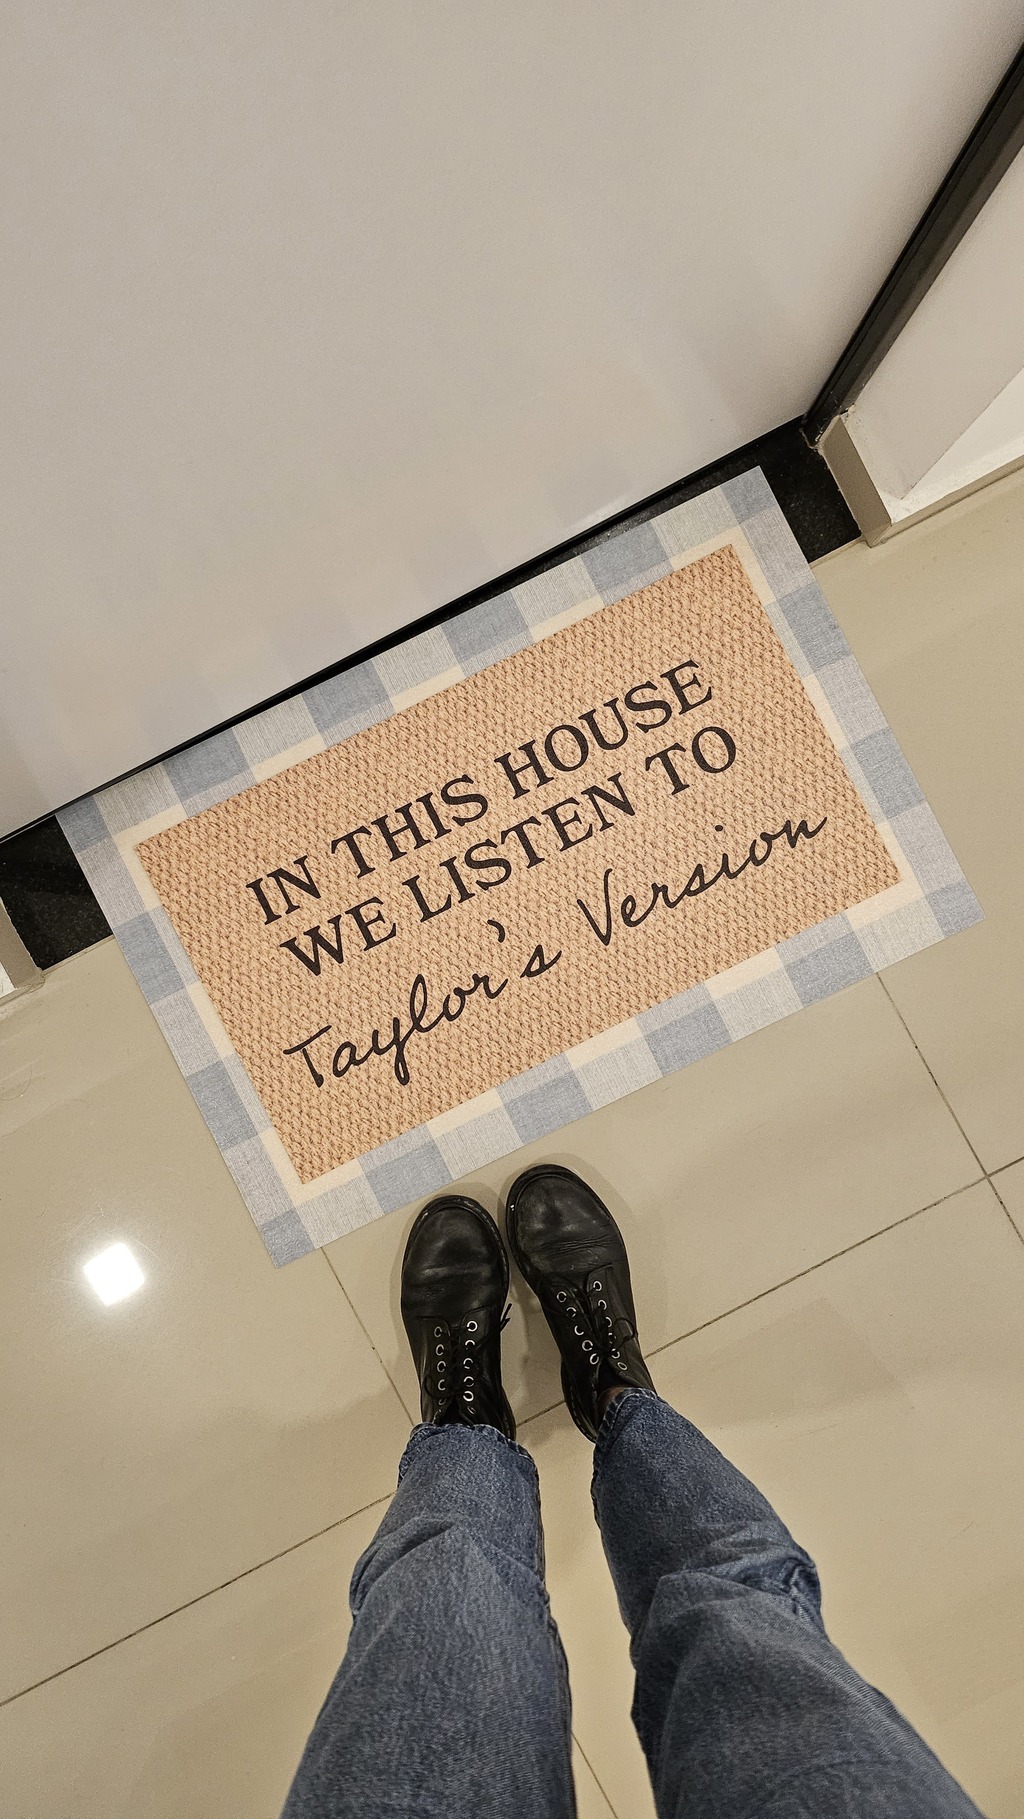 IN THIS HOUSE
WE LISTEN TO
Taylor's Version